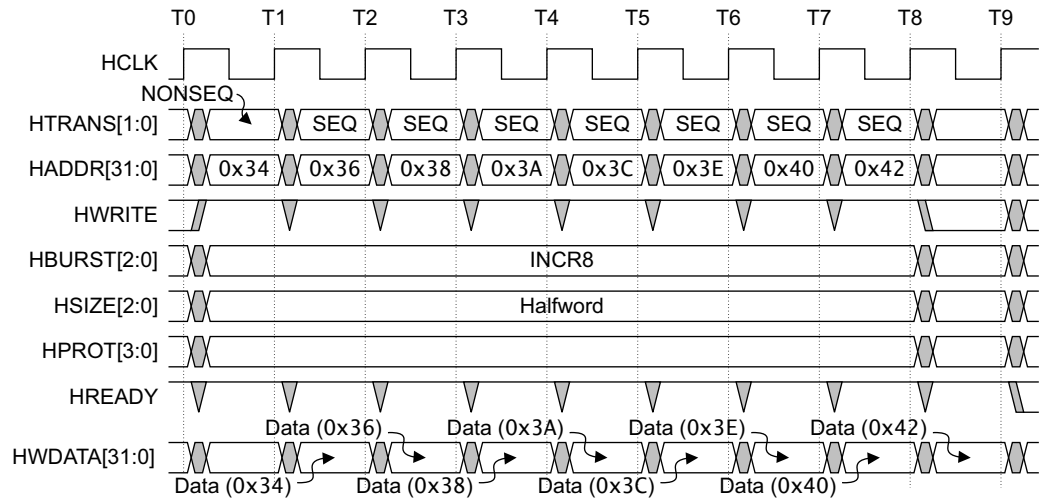 T0 T1 T2 T3 T4 T5 T6 T7 T8 T9
HCLK
NONSEQ
HTRANS[1:0] SEQ SEQ SEQ SEQ SEQ SEQ SEQ
HADDR[31:0] 0x34 0x36 0x38 0x3A 0x3C 0x3E 0x40 0x42
HWRITE
HBURST[2:0] INCR8
HSIZE[2:0] Halfword
HPROT[3:0]
HREADY
Data (0x36) Data (0x3A) Data (0x3E) Data (0x42)
HWDATA[31:0]
Data (0x34) Data (0x38) Data (0x3C) Data (0x40)